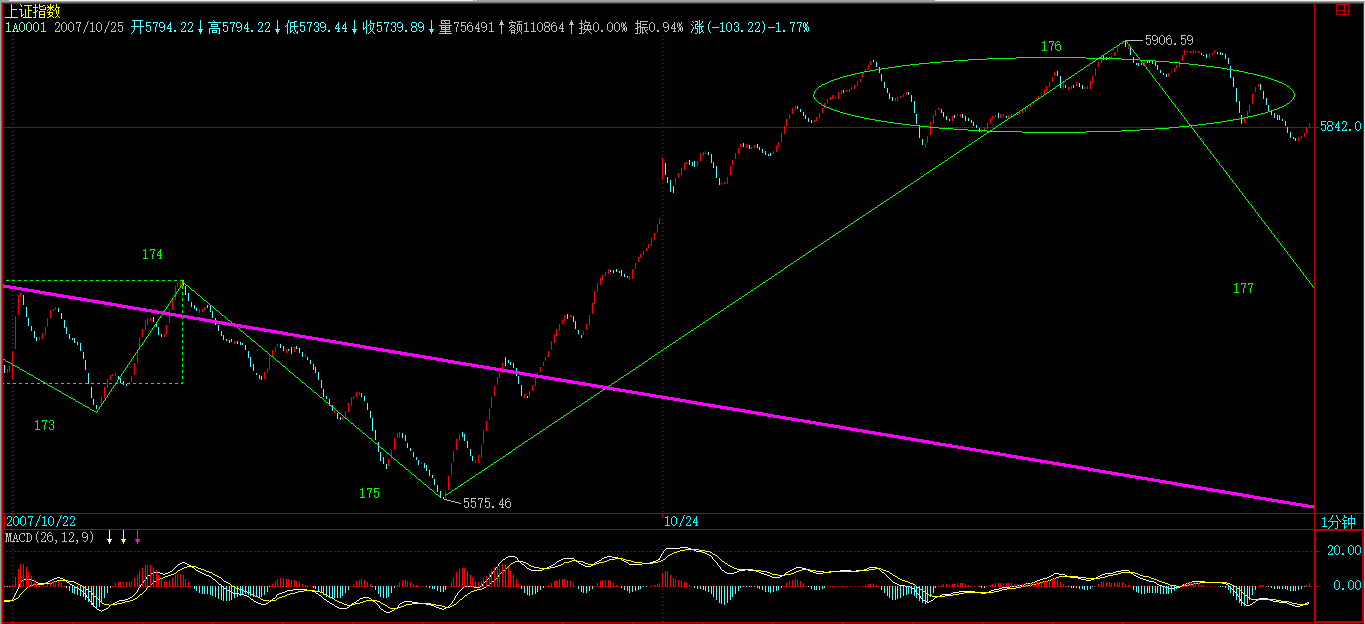 上证指数
日
1A0001 2007/10/25 开5794.22↓高5794.22↓低5739.44↓收5739.89↓量756491↑额110864↑换0.00% 振0.94% 涨(-103.22)-1.77%
176
5906.59
5842.0
174
177
173
175
5575.46
2007/10/22
10/24
1分钟
MACD(26,12,9) ↓ ↓ ↓
20.00
0.00